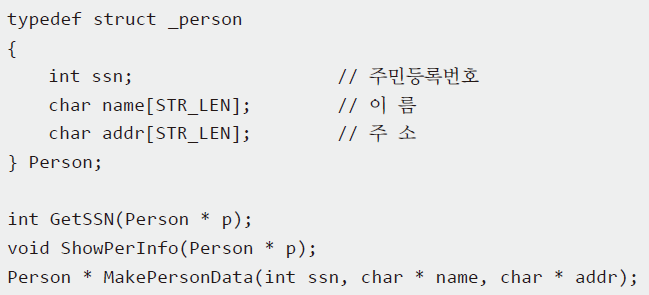 typedef struct _person
{
    int ssn;                    // 주민등록번호
    char name[STR_LEN];         // 이 름
    char addr[STR_LEN];         // 주 소
} Person;

int GetSSN(Person * p);
void ShowPerInfo(Person * p);
Person * MakePersonData(int ssn, char * name, char * addr);